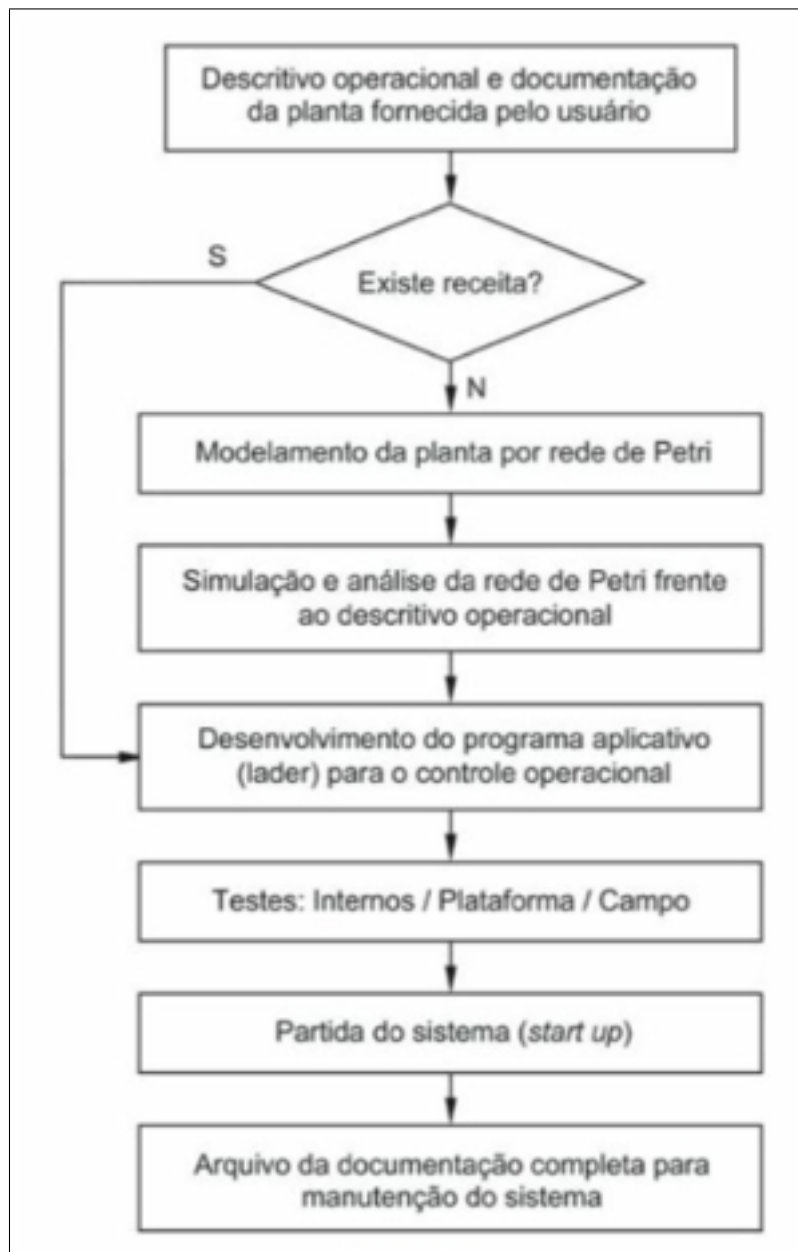 Descritivo operacional e documentação
da planta fornecida pelo usuário
S
Existe receita?
N
Modelamento da planta por rede de Petri
Simulação e análise da rede de Petri frente
ao descritivo operacional
Desenvolvimento do programa aplicativo
(lader) para o controle operacional
Testes: Internos / Plataforma / Campo
Partida do sistema (start up)
Arquivo da documentação completa para
manutenção do sistema